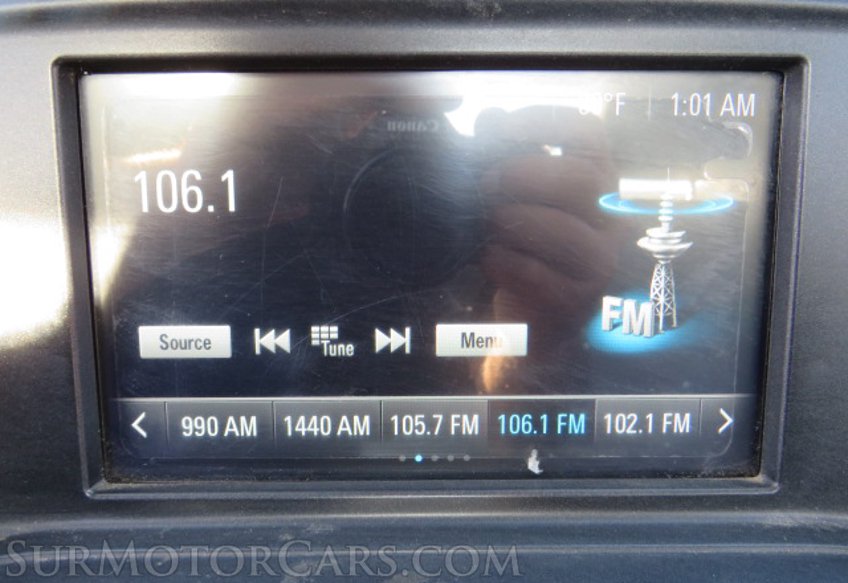 °F 1:01 AM
Canon
106.1
FM
Source Tune Menu
990 AM 1440 AM 105.7 FM 106.1 FM 102.1 FM
SURMOTORCARS.COM